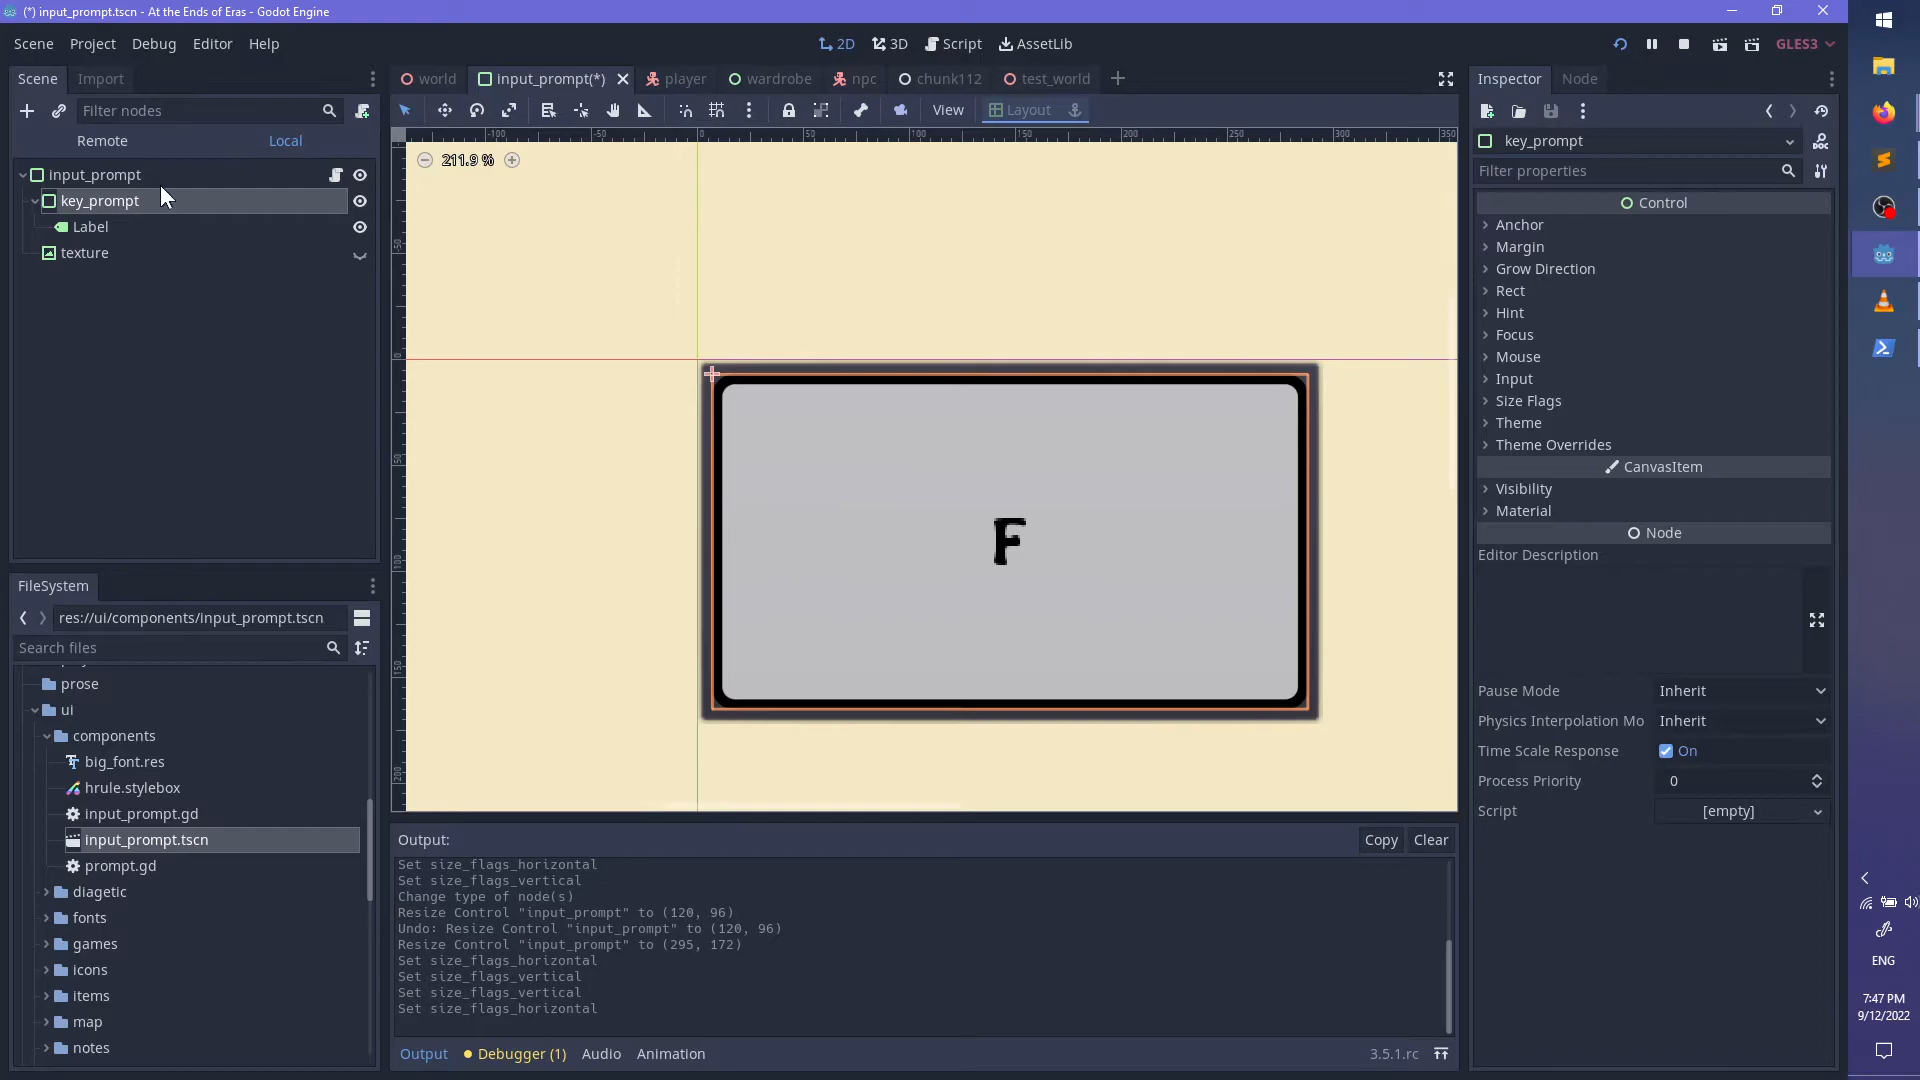 (*) input_prompt.tscn - At the Ends of Eras - Godot Engine
Scene Project Debug Editor Help
2D 3D Script AssetLib
GLES3
Scene Import
world input_prompt(*) player wardrobe npc chunk112 test_world
Inspector Node
Filter nodes
View Layout
Remote Local
211.9 %
key_prompt
Filter properties
input_prompt
key_prompt
Label
texture
F
Control
Anchor
Margin
Grow Direction
Rect
Hint
Focus
Mouse
Input
Size Flags
Theme
Theme Overrides
CanvasItem
Visibility
Material
Node
Editor Description
Pause Mode Inherit
Physics Interpolation Mo Inherit
Time Scale Response On
Process Priority 0
Script [empty]
FileSystem
res://ui/components/input_prompt.tscn
Search files
prose
ui
components
big_font.res
hrule.stylebox
input_prompt.gd
input_prompt.tscn
prompt.gd
diagetic
fonts
games
icons
items
map
notes
Output:
Copy Clear
Set size_flags_horizontal
Set size_flags_vertical
Change type of node(s)
Resize Control "input_prompt" to (120, 96)
Undo: Resize Control "input_prompt" to (120, 96)
Resize Control "input_prompt" to (295, 172)
Set size_flags_horizontal
Set size_flags_vertical
Set size_flags_vertical
Set size_flags_horizontal
Output Debugger (1) Audio Animation
3.5.1.rc
ENG
7:47 PM
9/12/2022